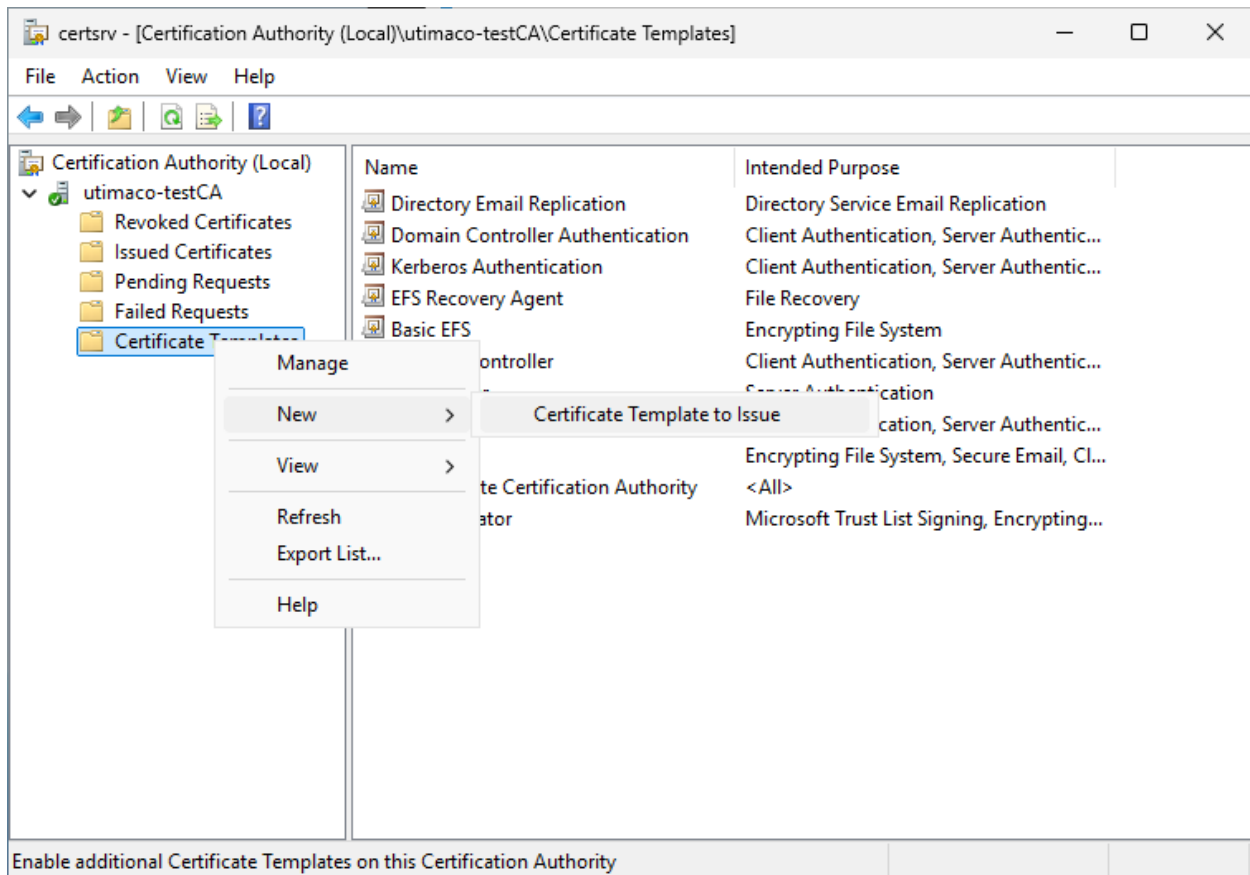 certsrv - [Certification Authority (Local)\utimaco-testCA\Certificate Templates]
File Action View Help
Certification Authority (Local)
utimaco-testCA
Revoked Certificates
Issued Certificates
Pending Requests
Failed Requests
Certificate Templates
Name Intended Purpose
Directory Email Replication Directory Service Email Replication
Domain Controller Authentication Client Authentication, Server Authentic...
Kerberos Authentication Client Authentication, Server Authentic...
EFS Recovery Agent File Recovery
Basic EFS Encrypting File System
ontroller Client Authentication, Server Authentic...
Server Authentication
cation, Server Authentic...
Encrypting File System, Secure Email, Cl...
te Certification Authority <All>
ator Microsoft Trust List Signing, Encrypting...
Manage
New
Certificate Template to Issue
View
Refresh
Export List...
Help
Enable additional Certificate Templates on this Certification Authority